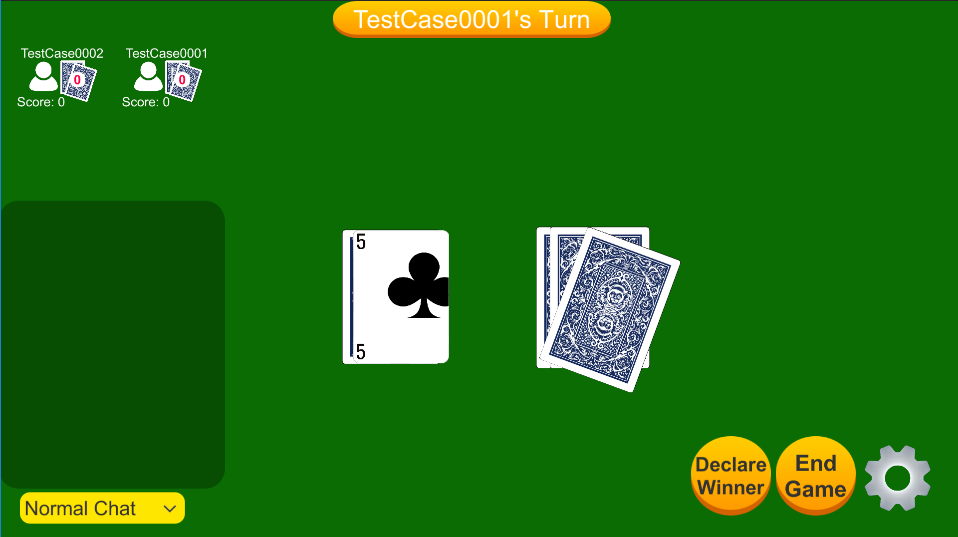 TestCase0001's Turn
TestCase0002
TestCase0001
0
0
Score: 0
Score: 0
5
5
Declare
Winner
End
Game
Normal Chat